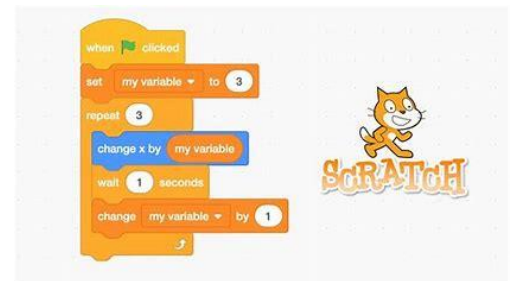 when clicked
set my variable to 3
repeat 3
change x by my variable
wait 1 seconds
change my variable by 1
SCRATCH